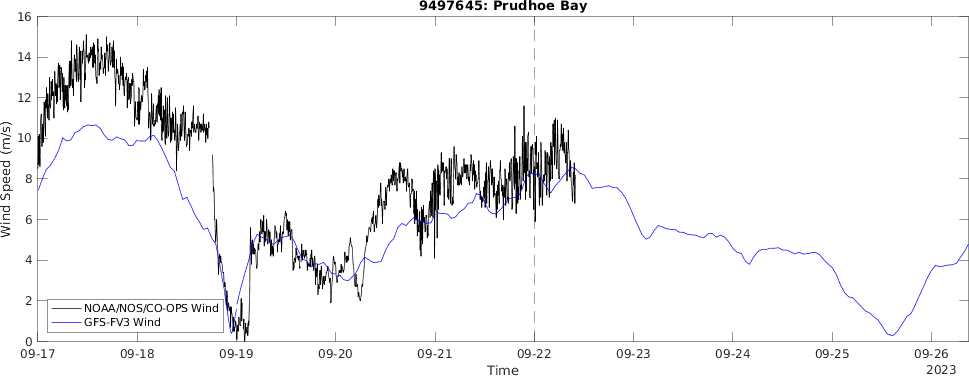 9497645: Prudhoe Bay
16
14
12
10
8
6
4
2
0
Wind Speed (m/s)
NOAA/NOS/CO-OPS Wind
GFS-FV3 Wind
09-17 09-18 09-19 09-20 09-21 09-22 09-23 09-24 09-25 09-26
Time
2023